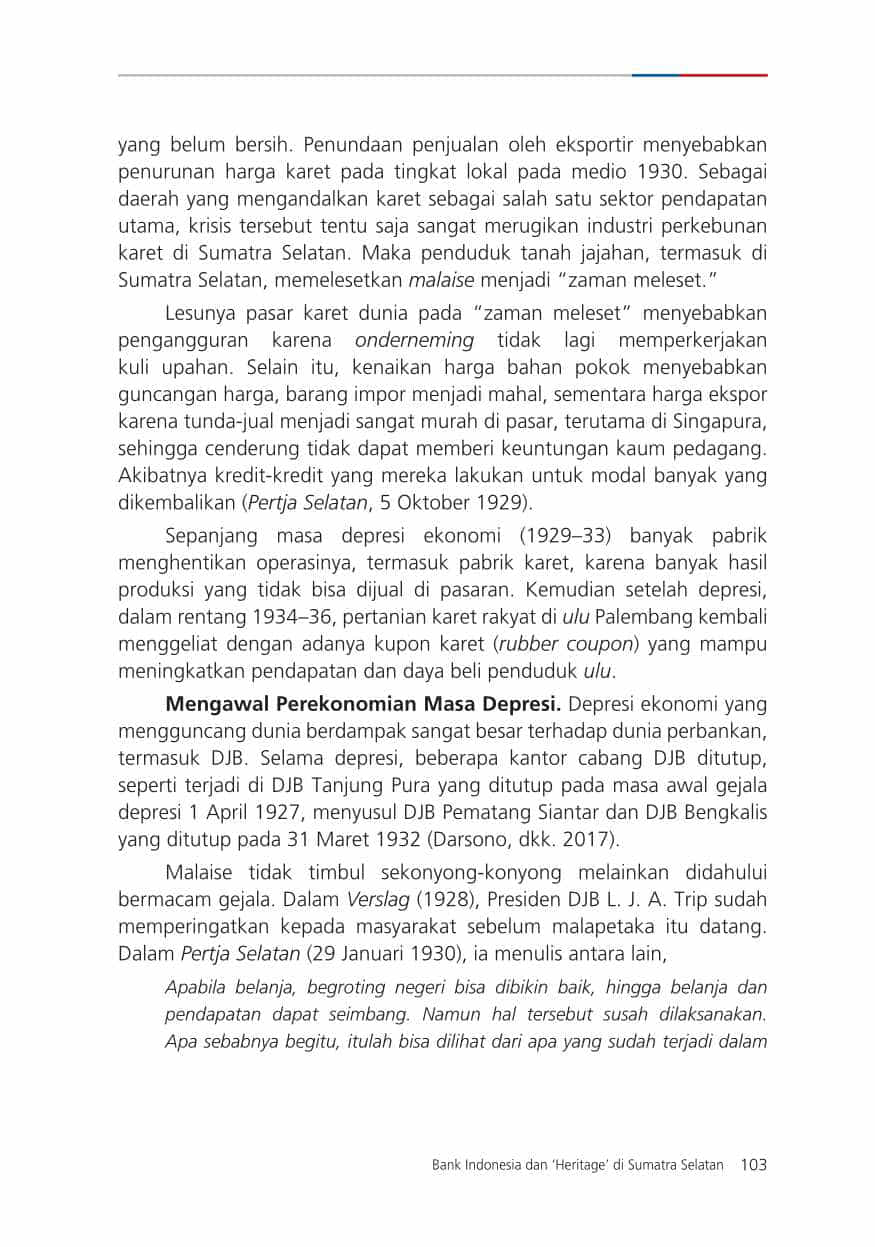 yang belum bersih. Penundaan penjualan oleh eksportir menyebabkan
penurunan harga karet pada tingkat lokal pada medio 1930. Sebagai
daerah yang mengandalkan karet sebagai salah satu sektor pendapatan
utama, krisis tersebut tentu saja sangat merugikan industri perkebunan
karet di Sumatra Selatan. Maka penduduk tanah jajahan, termasuk di
Sumatra Selatan, memelesetkan malaise menjadi “zaman meleset.”
Lesunya pasar karet dunia pada “zaman meleset” menyebabkan
pengangguran karena onderneming tidak lagi memperkerjakan
kuli upahan. Selain itu, kenaikan harga bahan pokok menyebabkan
guncangan harga, barang impor menjadi mahal, sementara harga ekspor
karena tunda-jual menjadi sangat murah di pasar, terutama di Singapura,
sehingga cenderung tidak dapat memberi keuntungan kaum pedagang.
Akibatnya kredit-kredit yang mereka lakukan untuk modal banyak yang
dikembalikan (Pertja Selatan, 5 Oktober 1929).
Sepanjang masa depresi ekonomi (1929–33) banyak pabrik
menghentikan operasinya, termasuk pabrik karet, karena banyak hasil
produksi yang tidak bisa dijual di pasaran. Kemudian setelah depresi,
dalam rentang 1934–36, pertanian karet rakyat di ulu Palembang kembali
menggeliat dengan adanya kupon karet (rubber coupon) yang mampu
meningkatkan pendapatan dan daya beli penduduk ulu.
Mengawal Perekonomian Masa Depresi. Depresi ekonomi yang
mengguncang dunia berdampak sangat besar terhadap dunia perbankan,
termasuk DJB. Selama depresi, beberapa kantor cabang DJB ditutup,
seperti terjadi di DJB Tanjung Pura yang ditutup pada masa awal gejala
depresi 1 April 1927, menyusul DJB Pematang Siantar dan DJB Bengkalis
yang ditutup pada 31 Maret 1932 (Darsono, dkk. 2017).
Malaise tidak timbul sekonyong-konyong melainkan didahului
bermacam gejala. Dalam Verslag (1928), Presiden DJB L. J. A. Trip sudah
memperingatkan kepada masyarakat sebelum malapetaka itu datang.
Dalam Pertja Selatan (29 Januari 1930), ia menulis antara lain,
Apabila belanja, begroting negeri bisa dibikin baik, hingga belanja dan
pendapatan dapat seimbang. Namun hal tersebut susah dilaksanakan.
Apa sebabnya begitu, itulah bisa dilihat dari apa yang sudah terjadi dalam
Bank Indonesia dan ‘Heritage’ di Sumatra Selatan 103